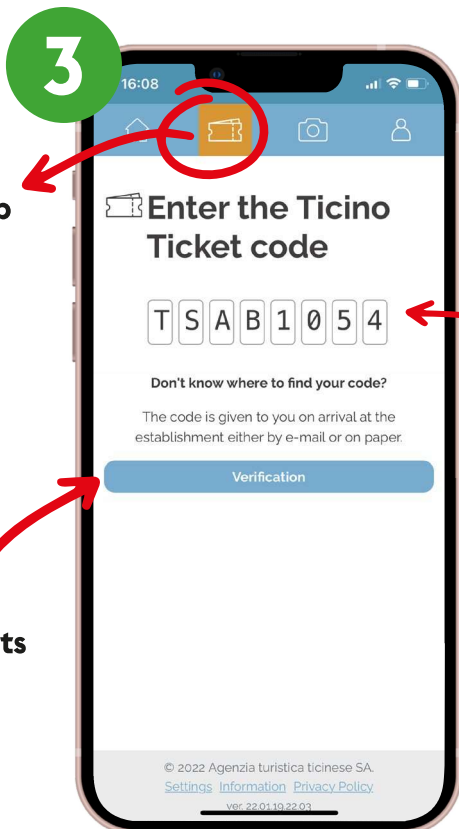 3
16:08
p
Enter the Ticino
Ticket code
TSAB1054
Don't know where to find your code?
The code is given to you on arrival at the
establishment either by e-mail or on paper.
Verification
ts
© 2022 Agenzia turistica ticinese SA.
Settings Information Privacy Policy
ver. 22.01.19.22.03